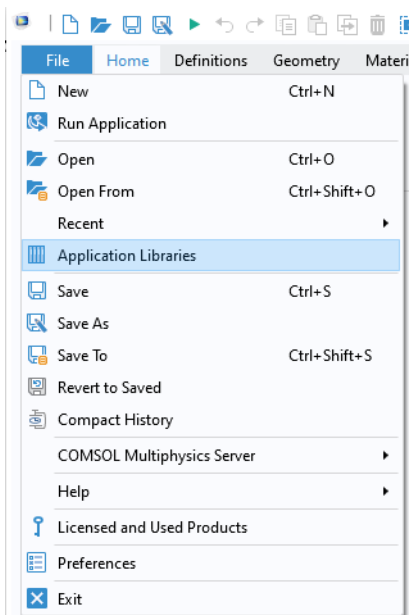 File Home Definitions Geometry Materi
New Ctrl+N
Run Application
Open Ctrl+O
Open From Ctrl+Shift+O
Recent
Application Libraries
Save Ctrl+S
Save As
Save To Ctrl+Shift+S
Revert to Saved
Compact History
COMSOL Multiphysics Server
Help
Licensed and Used Products
Preferences
Exit